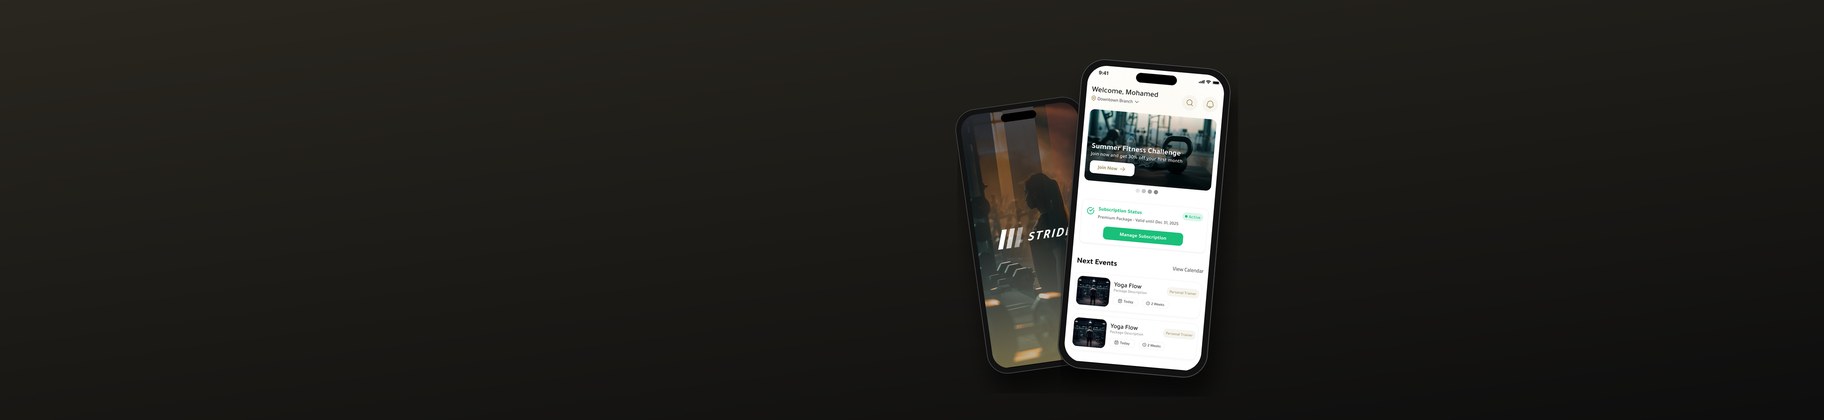 STRID
9:41
Welcome, Mohamed
Downtown Branch
Summer Fitness Challenge
Join now and get 30% off your first month
Join Now
Subscription Status
Premium Package - Valid until Dec 31, 2025
Active
Manage Subscription
Next Events
View Calendar
Yoga Flow
Package Description
Personal Trainer
Today
2 Weeks
Yoga Flow
Package Description
Personal Trainer
Today
2 Weeks